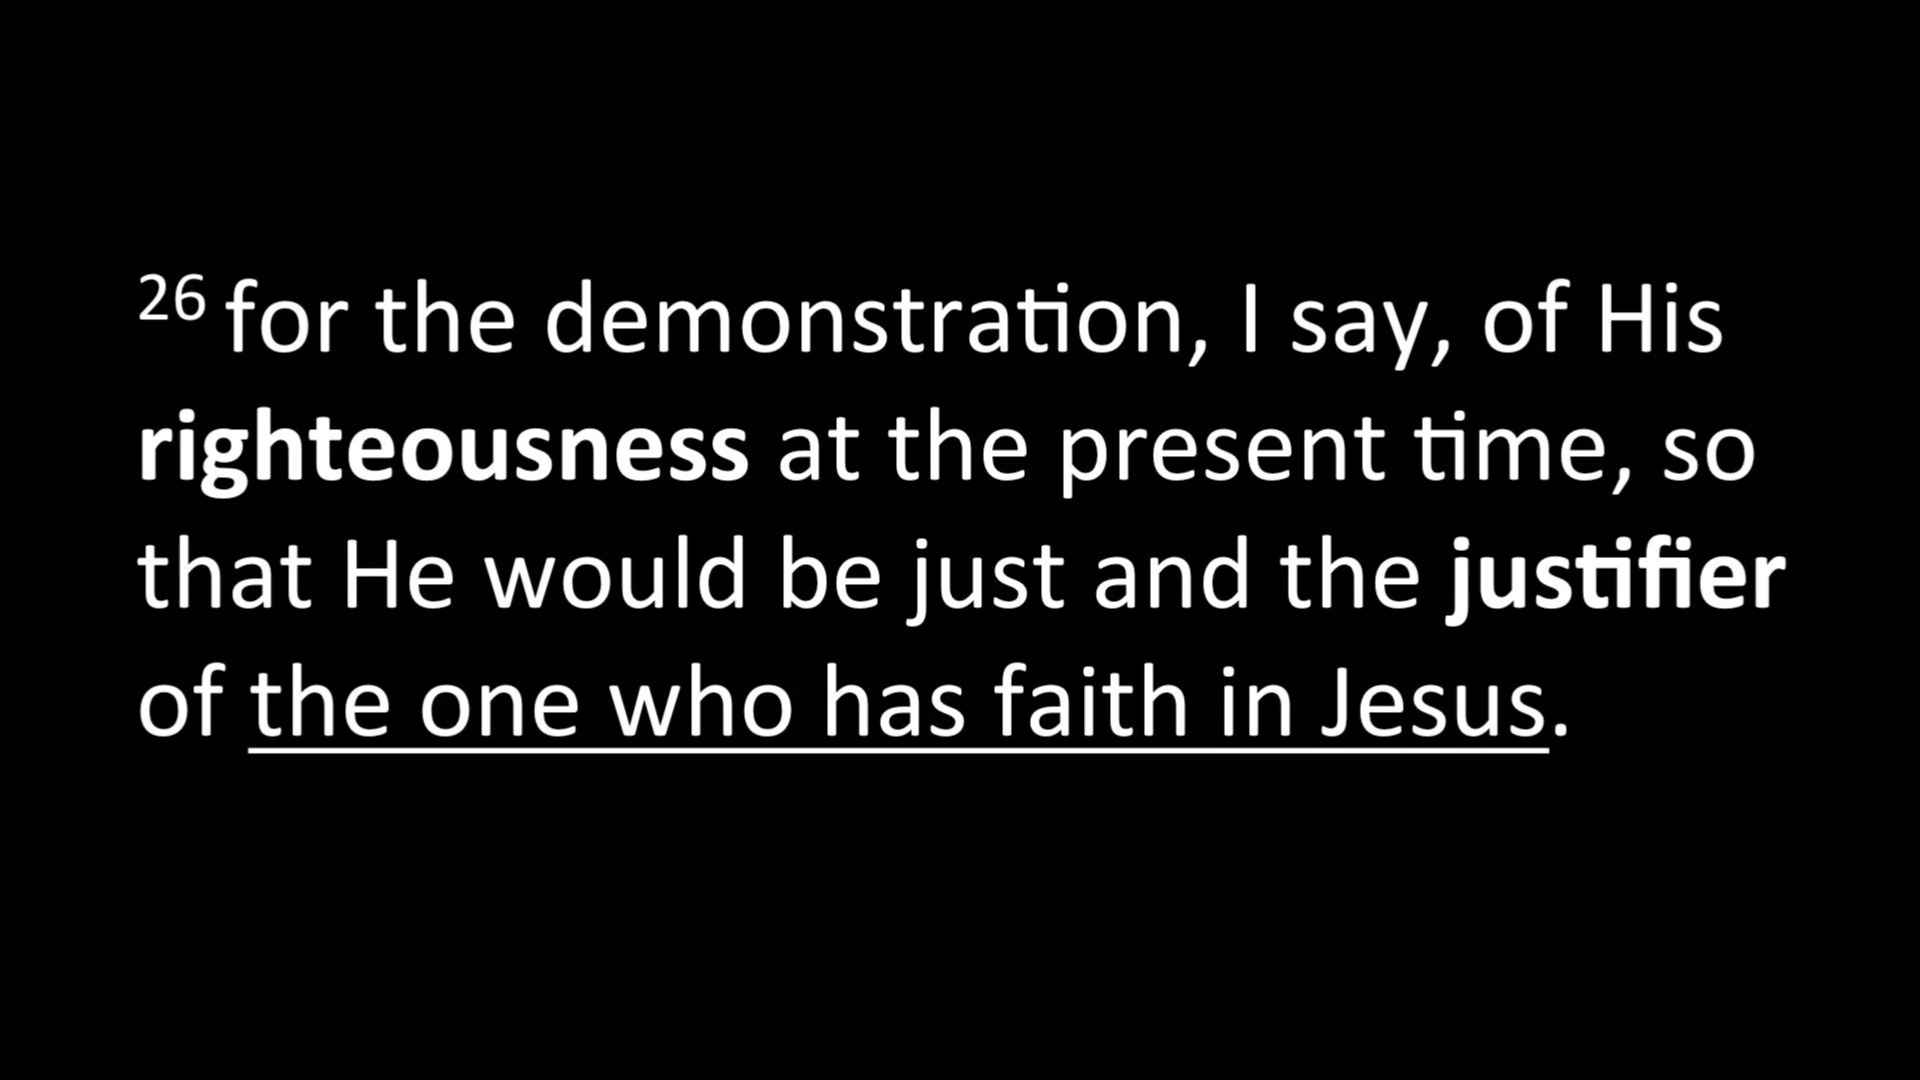 26 for the demonstration, I say, of His
righteousness at the present time, so
that He would be just and the justifier
of the one who has faith in Jesus.